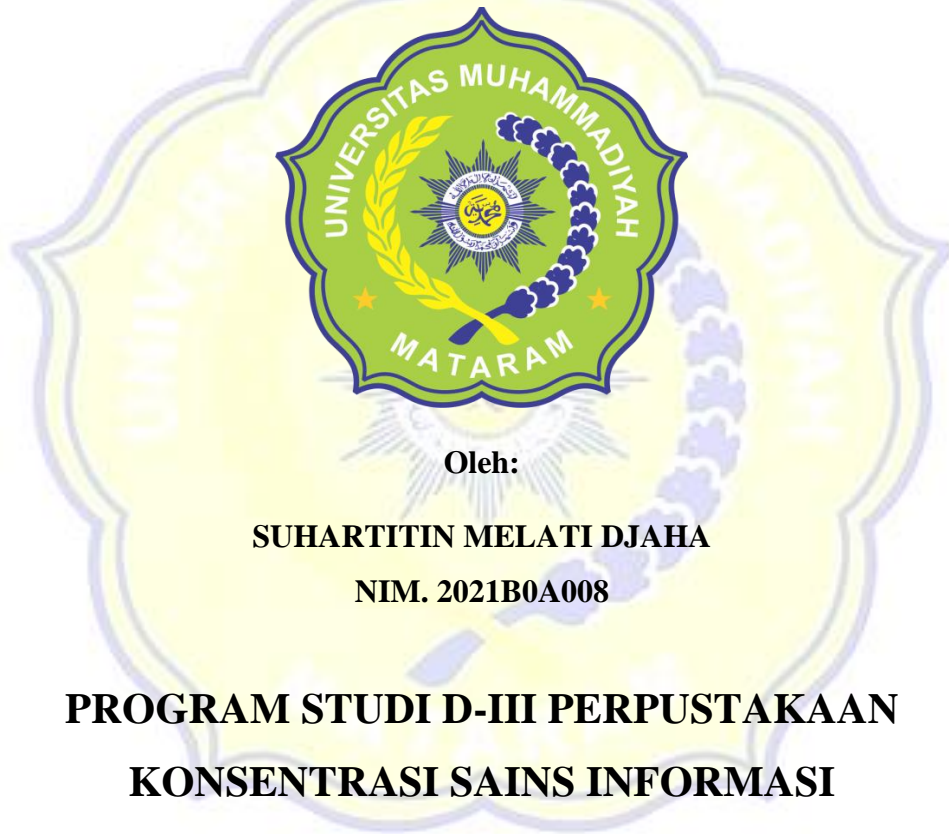 UNIVERSITAS MUHAMMADIYAH
MATARAM
Oleh:
SUHARTITIN MELATI DJAHA
NIM. 2021B0A008
PROGRAM STUDI D-III PERPUSTAKAAN
KONSENTRASI SAINS INFORMASI